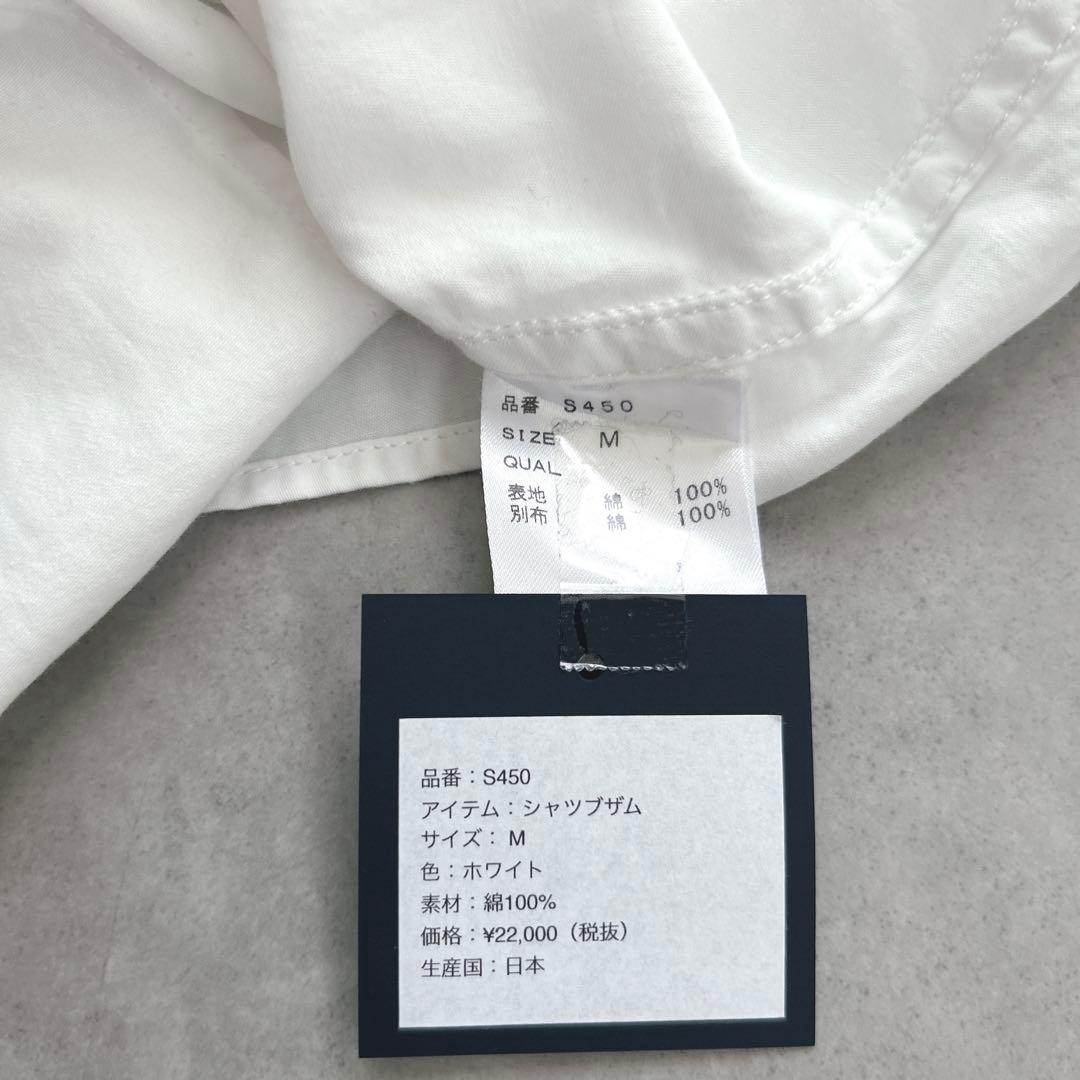 品番 S450
SIZE M
QUAL
表地 綿 100%
別布 綿 100%
品番：S450
アイテム：シャツブザム
サイズ： M
色：ホワイト
素材：綿100%
価格：¥22,000（税抜）
生産国：日本